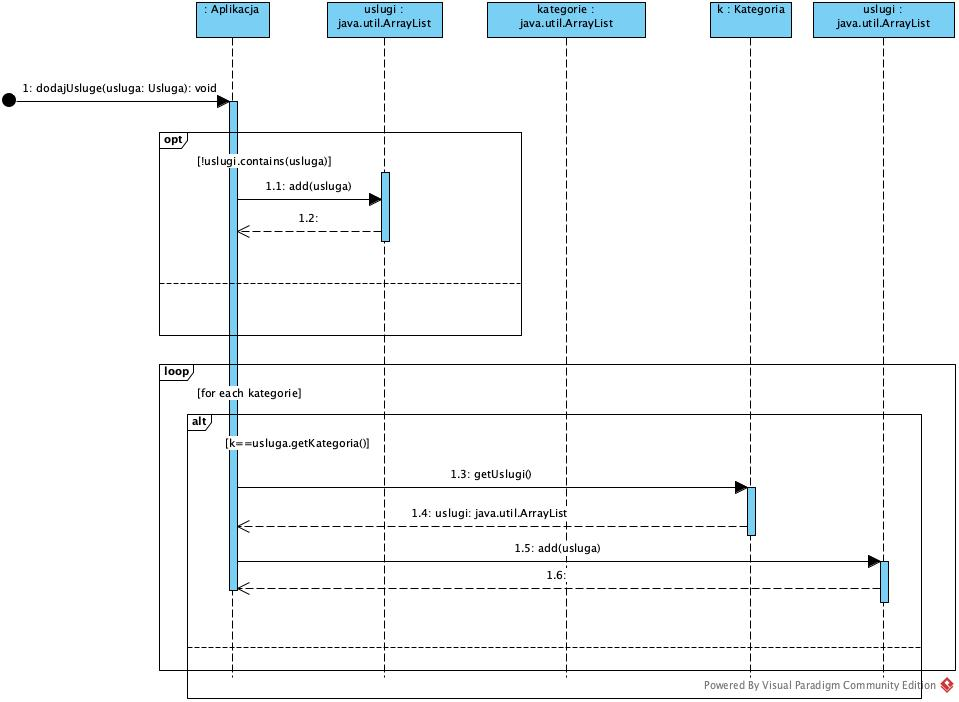 : Aplikacja
uslugi :
java.util.ArrayList
kategorie :
java.util.ArrayList
k : Kategoria
uslugi :
java.util.ArrayList
1: dodajUsluge(usluga: Usluga): void
opt
[!uslugi.contains(usluga)]
1.1: add(usluga)
1.2:
loop
[for each kategorie]
alt
[k==usluga.getKategoria()]
1.3: getUslugi()
1.4: uslugi: java.util.ArrayList
1.5: add(usluga)
1.6:
Powered By Visual Paradigm Community Edition